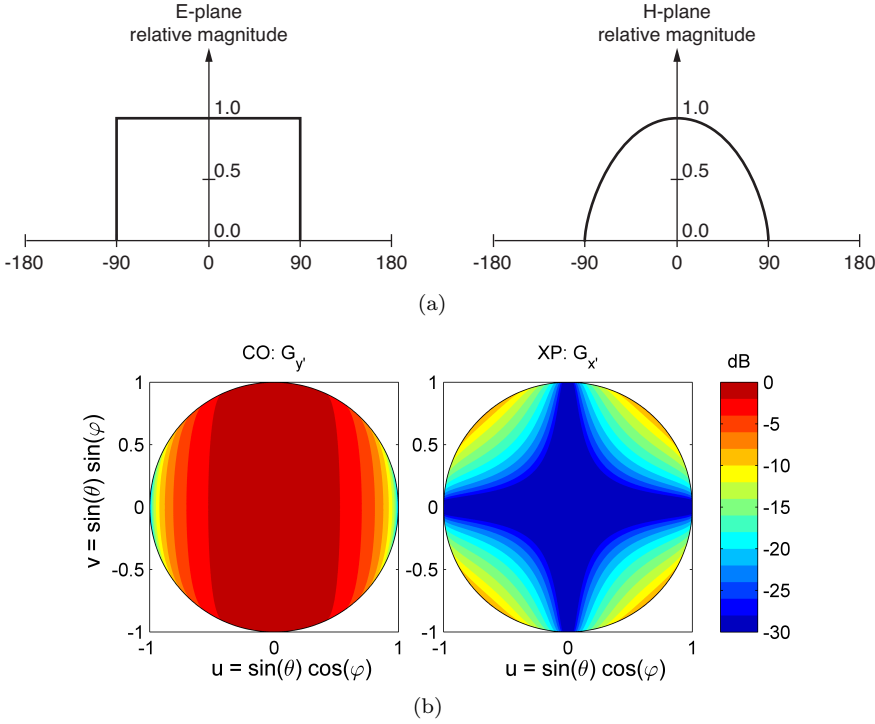 E-plane
relative magnitude
1.0
0.5
0.0
-180 -90 0 90 180
H-plane
relative magnitude
1.0
0.5
0.0
-180 -90 0 90 180
(a)
CO: G_y'
1
0.5
0
-0.5
-1
-1 0 1
v = sin(θ) sin(φ)
u = sin(θ) cos(φ)
XP: G_x'
1
0.5
0
-0.5
-1
-1 0 1
u = sin(θ) cos(φ)
dB
0
-5
-10
-15
-20
-25
-30
(b)